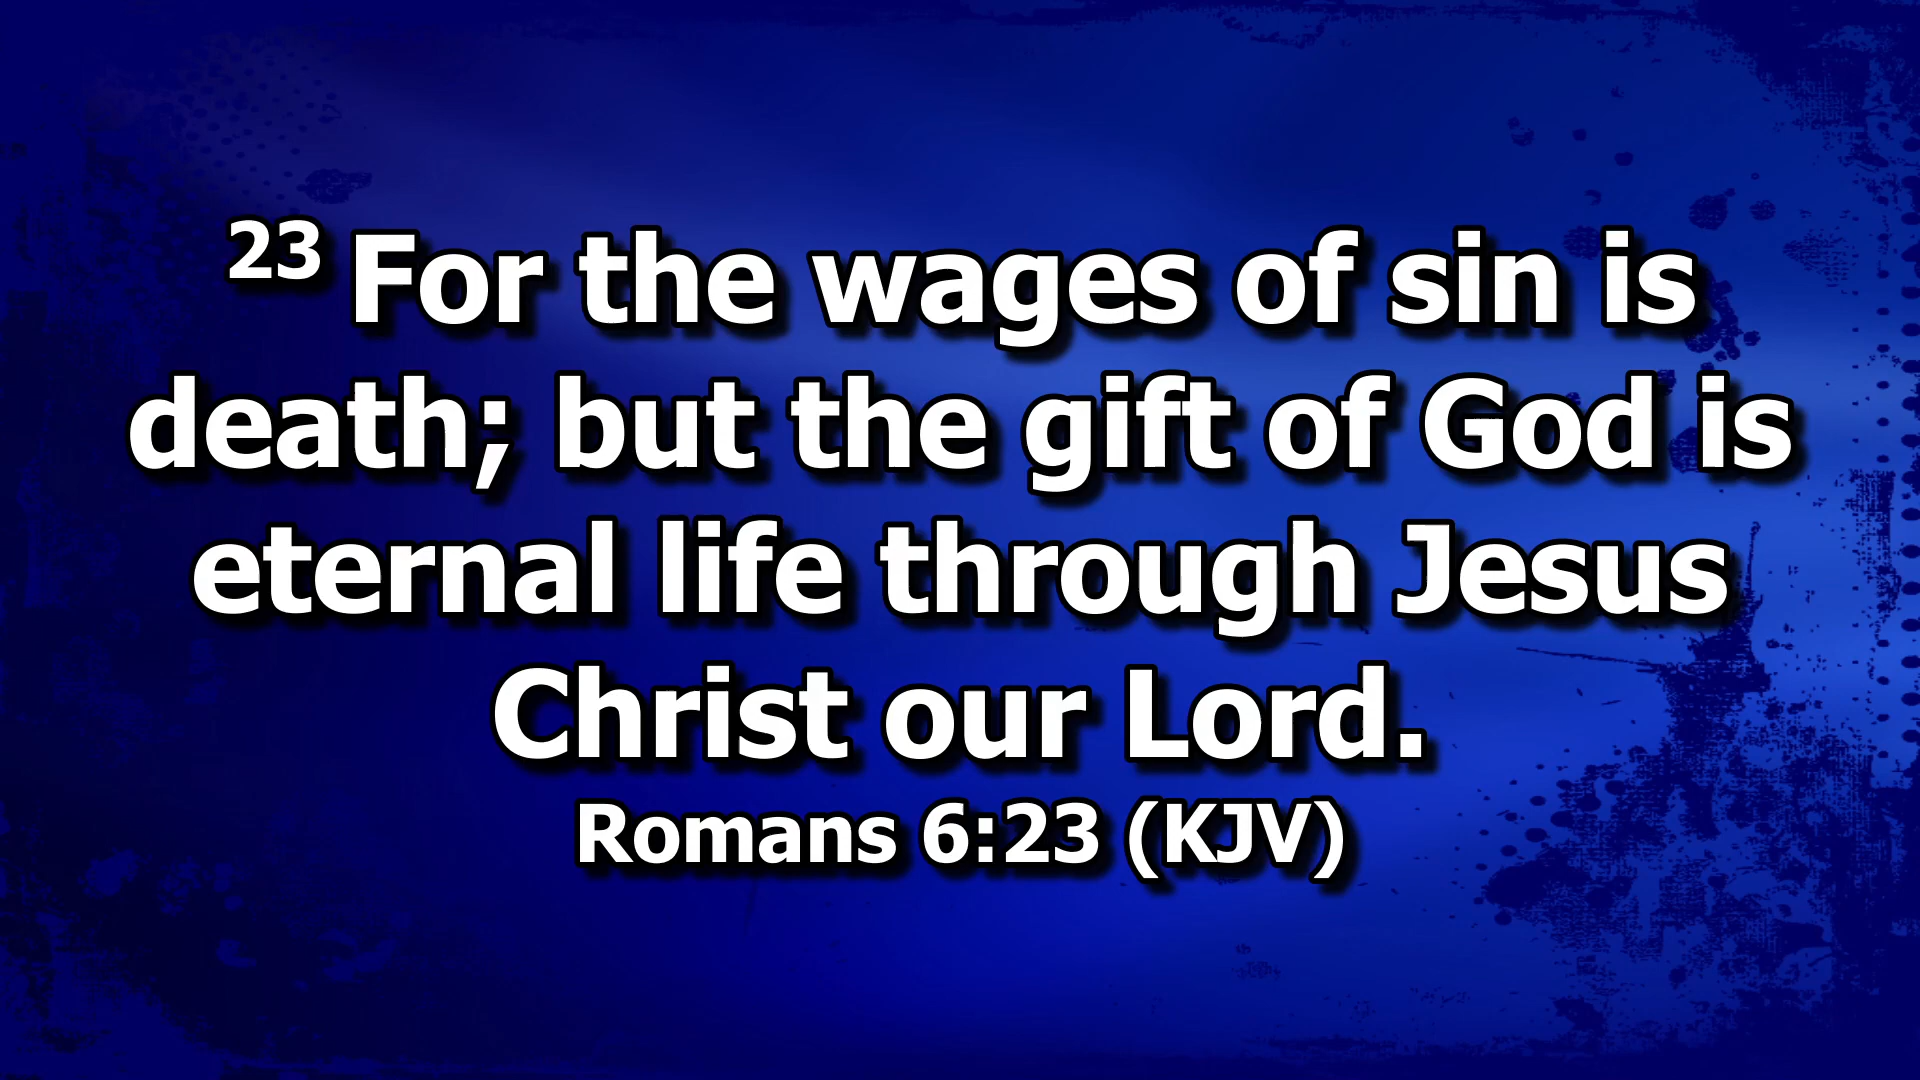 23 For the wages of sin is
death; but the gift of God is
eternal life through Jesus
Christ our Lord.
Romans 6:23 (KJV)